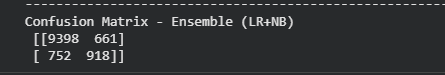 Confusion Matrix - Ensemble (LR+NB)
[[9398 661]
[ 752 918]]